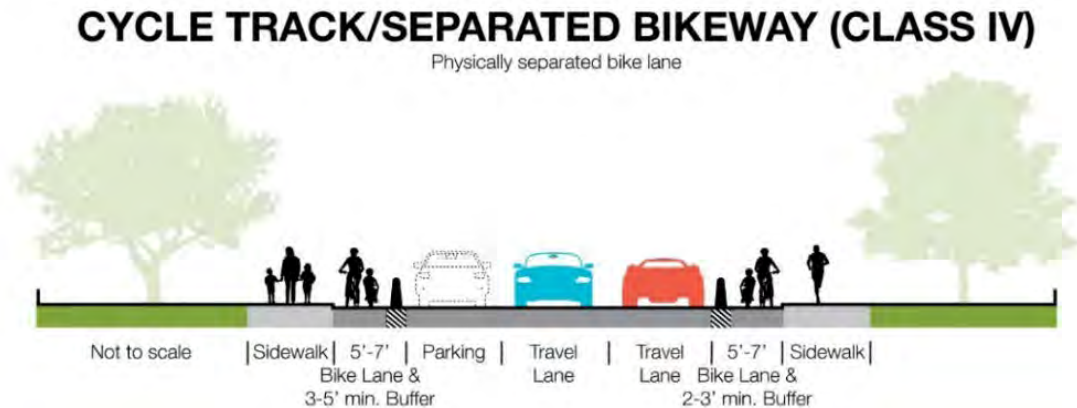 CYCLE TRACK/SEPARATED BIKEWAY (CLASS IV)
Physically separated bike lane
Not to scale
Sidewalk
5'-7'
Bike Lane &
3-5' min. Buffer
Parking
Travel
Lane
Travel
Lane
5'-7'
Bike Lane &
2-3' min. Buffer
Sidewalk